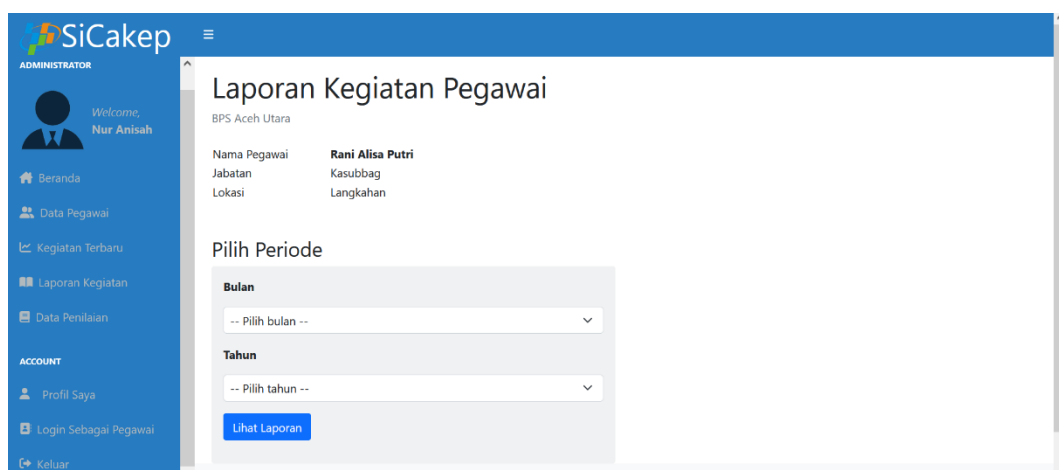 SiCakep
ADMINISTRATOR
Welcome,
Nur Anisah
Beranda
Data Pegawai
Kegiatan Terbaru
Laporan Kegiatan
Data Penilaian
ACCOUNT
Profil Saya
Login Sebagai Pegawai
Keluar
Laporan Kegiatan Pegawai
BPS Aceh Utara
Nama Pegawai Rani Alisa Putri
Jabatan Kasubbag
Lokasi Langkahan
Pilih Periode
Bulan
-- Pilih bulan --
Tahun
-- Pilih tahun --
Lihat Laporan